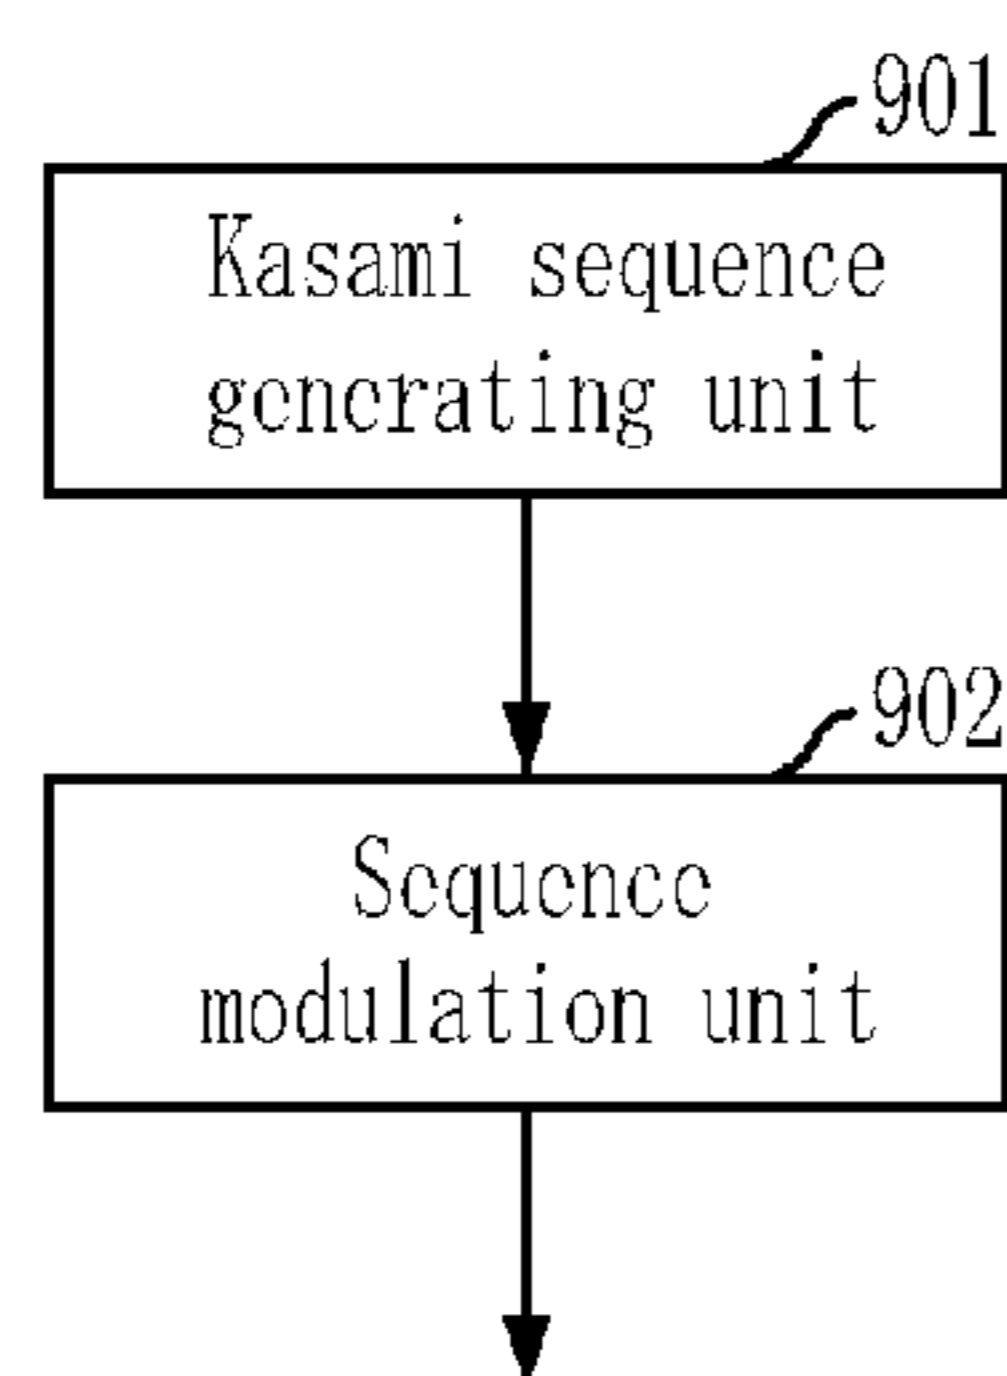 901
Kasami sequence
generating unit
902
Sequence
modulation unit